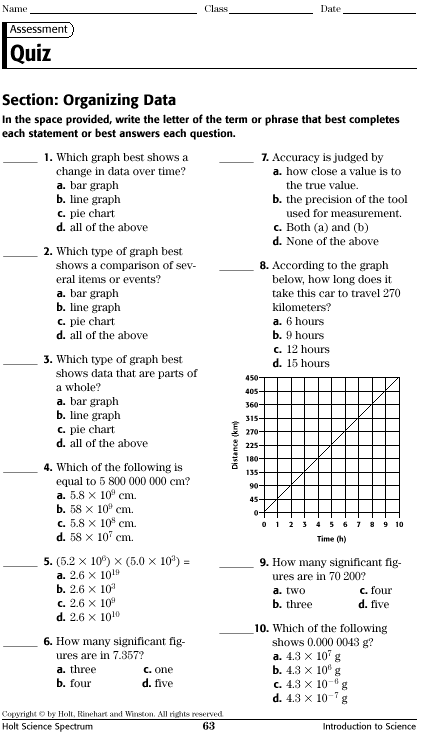 Name Class Date
Assessment
Quiz
Section: Organizing Data
In the space provided, write the letter of the term or phrase that best completes
each statement or best answers each question.
1. Which graph best shows a
change in data over time?
a. bar graph
b. line graph
c. pie chart
d. all of the above
2. Which type of graph best
shows a comparison of sev-
eral items or events?
a. bar graph
b. line graph
c. pie chart
d. all of the above
3. Which type of graph best
shows data that are parts of
a whole?
a. bar graph
b. line graph
c. pie chart
d. all of the above
4. Which of the following is
equal to 5 800 000 000 cm?
a. 5.8 × 10⁹ cm.
b. 58 × 10⁹ cm.
c. 5.8 × 10⁸ cm.
d. 58 × 10⁷ cm.
5. (5.2 × 10⁶) × (5.0 × 10³) =
a. 2.6 × 10¹⁹
b. 2.6 × 10³
c. 2.6 × 10⁹
d. 2.6 × 10¹⁰
6. How many significant fig-
ures are in 7.357?
a. three c. one
b. four d. five
7. Accuracy is judged by
a. how close a value is to
the true value.
b. the precision of the tool
used for measurement.
c. Both (a) and (b)
d. None of the above
8. According to the graph
below, how long does it
take this car to travel 270
kilometers?
a. 6 hours
b. 9 hours
c. 12 hours
d. 15 hours
Distance (km)
450
405
360
315
270
225
180
135
90
45
0
0 1 2 3 4 5 6 7 8 9 10
Time (h)
9. How many significant fig-
ures are in 70 200?
a. two c. four
b. three d. five
10. Which of the following
shows 0.000 0043 g?
a. 4.3 × 10⁷ g
b. 4.3 × 10⁶ g
c. 4.3 × 10⁻⁶ g
d. 4.3 × 10⁻⁷ g
Copyright © by Holt, Rinehart and Winston. All rights reserved.
Holt Science Spectrum 63 Introduction to Science